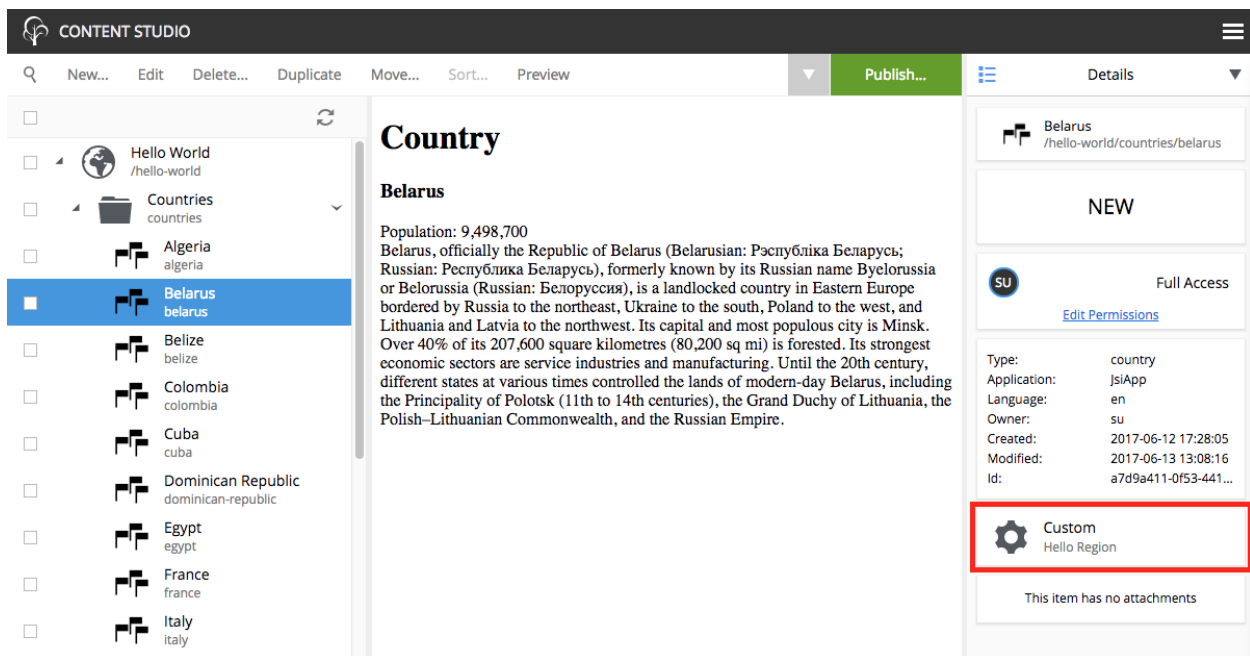 CONTENT STUDIO
New... Edit Delete... Duplicate Move... Sort... Preview Publish... Details
Hello World
/hello-world
Countries
countries
Algeria
algeria
Belarus
belarus
Belize
belize
Colombia
colombia
Cuba
cuba
Dominican Republic
dominican-republic
Egypt
egypt
France
france
Italy
italy
Country
Belarus
Population: 9,498,700
Belarus, officially the Republic of Belarus (Belarusian: Рэспубліка Беларусь;
Russian: Республика Беларусь), formerly known by its Russian name Byelorussia
or Belorussia (Russian: Белоруссия), is a landlocked country in Eastern Europe
bordered by Russia to the northeast, Ukraine to the south, Poland to the west, and
Lithuania and Latvia to the northwest. Its capital and most populous city is Minsk.
Over 40% of its 207,600 square kilometres (80,200 sq mi) is forested. Its strongest
economic sectors are service industries and manufacturing. Until the 20th century,
different states at various times controlled the lands of modern-day Belarus, including
the Principality of Polotsk (11th to 14th centuries), the Grand Duchy of Lithuania, the
Polish–Lithuanian Commonwealth, and the Russian Empire.
Belarus
/hello-world/countries/belarus
NEW
SU Full Access
Edit Permissions
Type: country
Application: JsiApp
Language: en
Owner: su
Created: 2017-06-12 17:28:05
Modified: 2017-06-13 13:08:16
Id: a7d9a411-0f53-441...
Custom
Hello Region
This item has no attachments